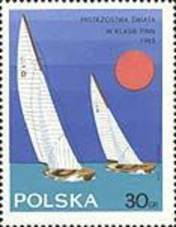 MISTRZOSTWA ŚWIATA
W KLASIE FINN
1965
POLSKA 30GR